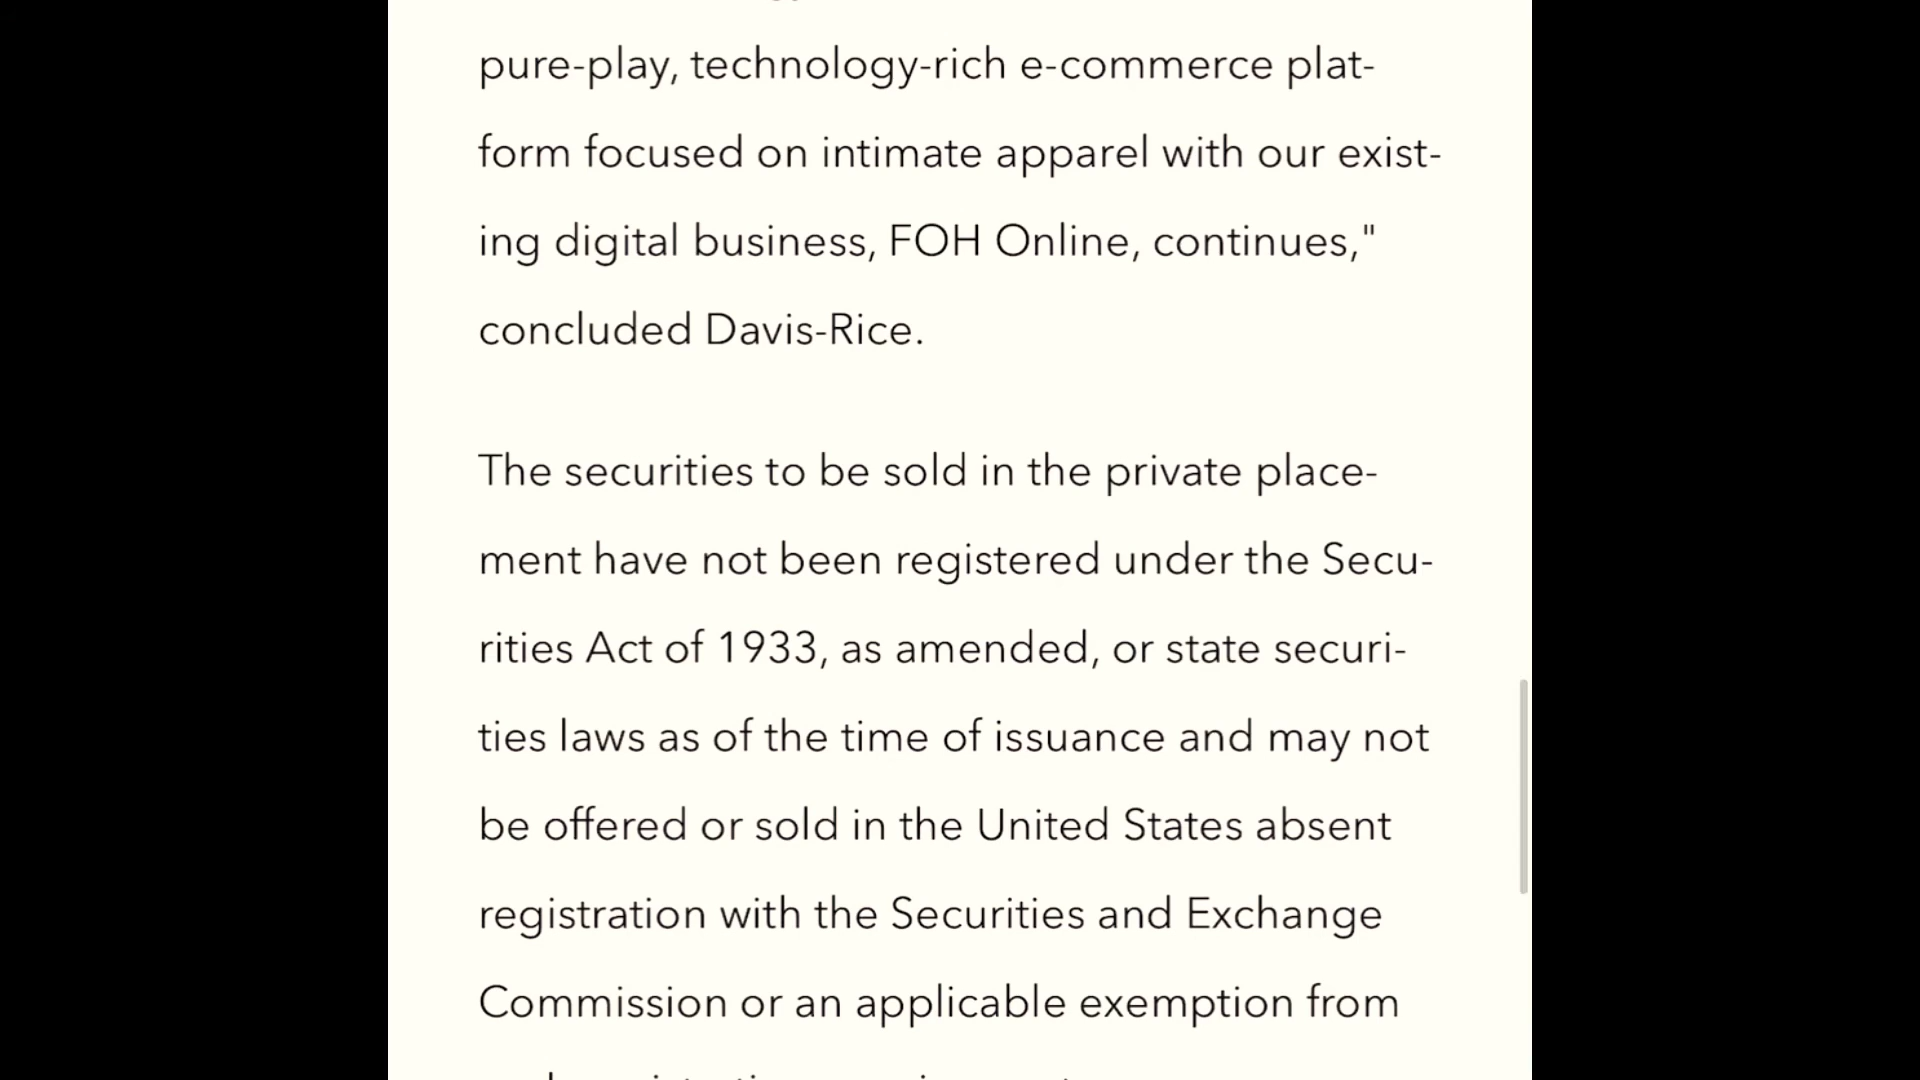 pure-play, technology-rich e-commerce plat-
form focused on intimate apparel with our exist-
ing digital business, FOH Online, continues,"
concluded Davis-Rice.
The securities to be sold in the private place-
ment have not been registered under the Secu-
rities Act of 1933, as amended, or state securi-
ties laws as of the time of issuance and may not
be offered or sold in the United States absent
registration with the Securities and Exchange
Commission or an applicable exemption from